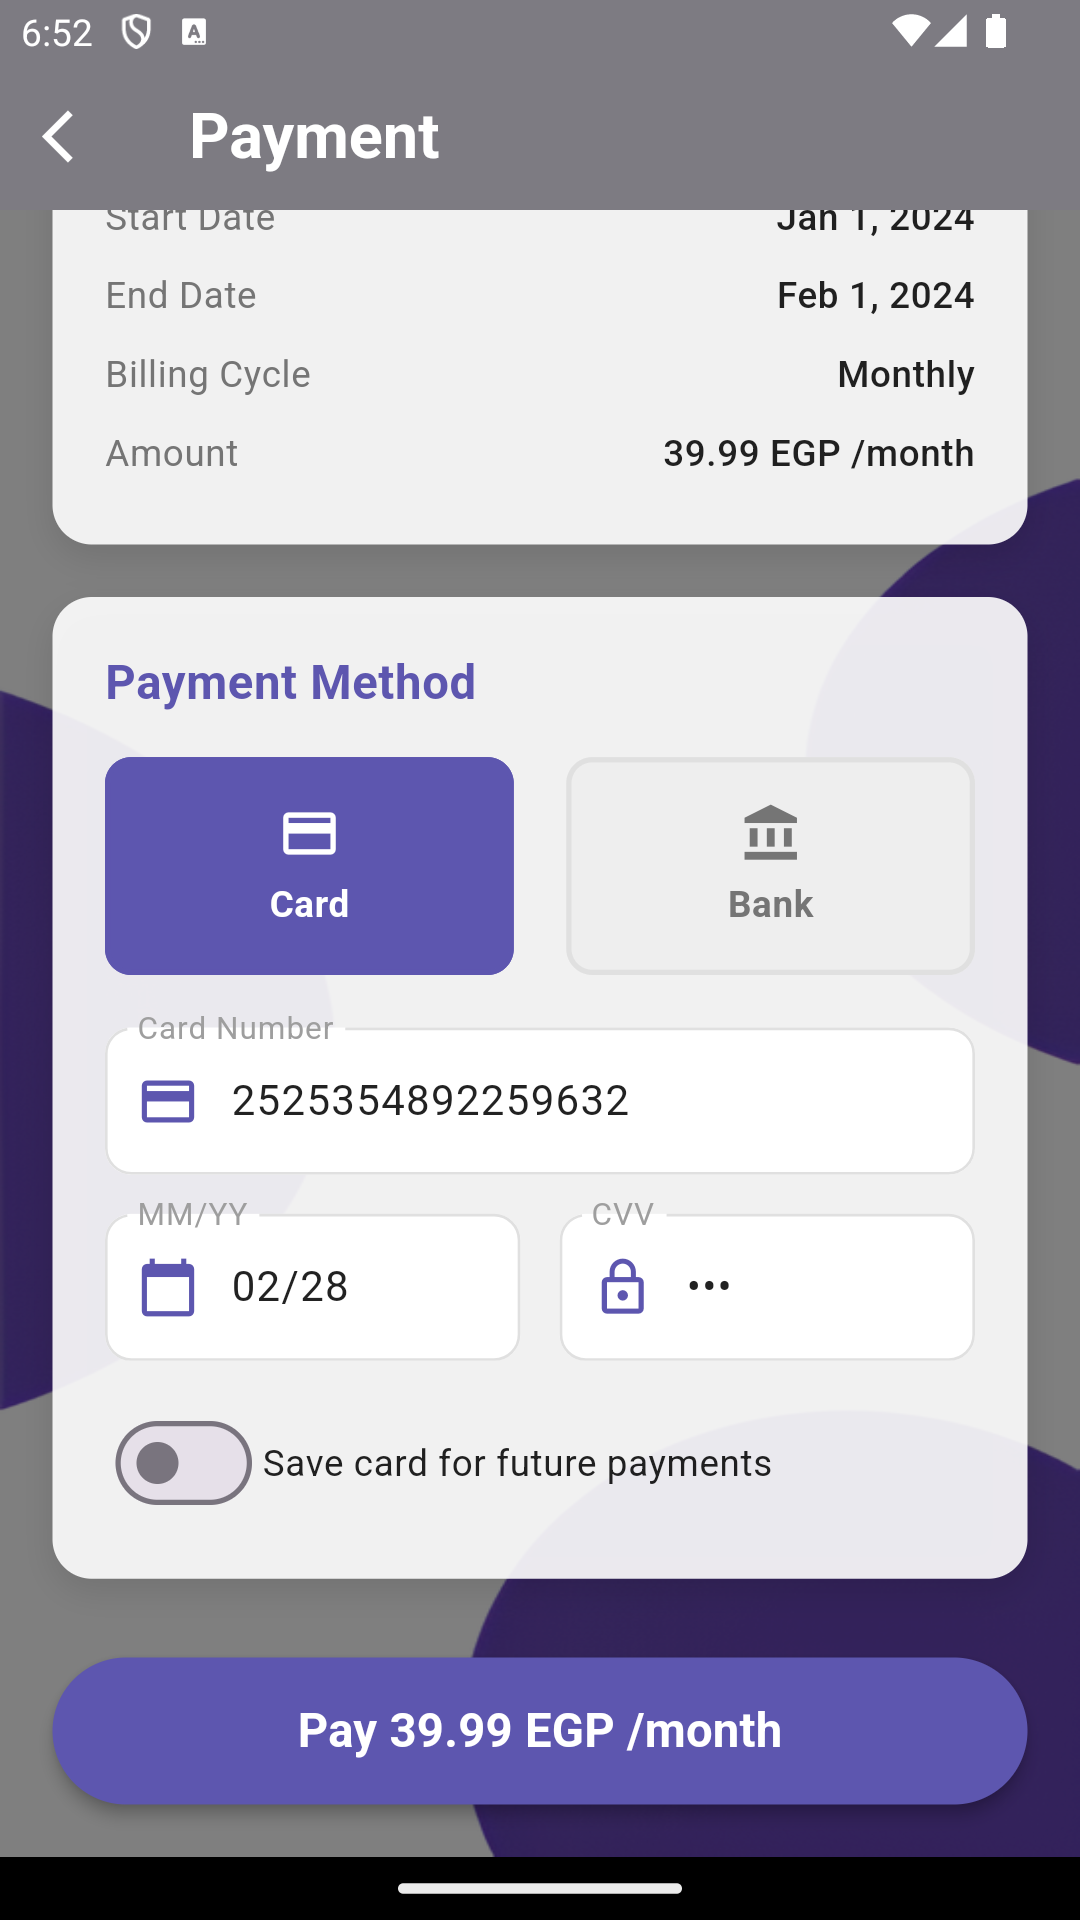 6:52
Payment
Start Date Jan 1, 2024
End Date Feb 1, 2024
Billing Cycle Monthly
Amount 39.99 EGP /month
Payment Method
Card Bank
Card Number
2525354892259632
MM/YY CVV
02/28 •••
Save card for future payments
Pay 39.99 EGP /month